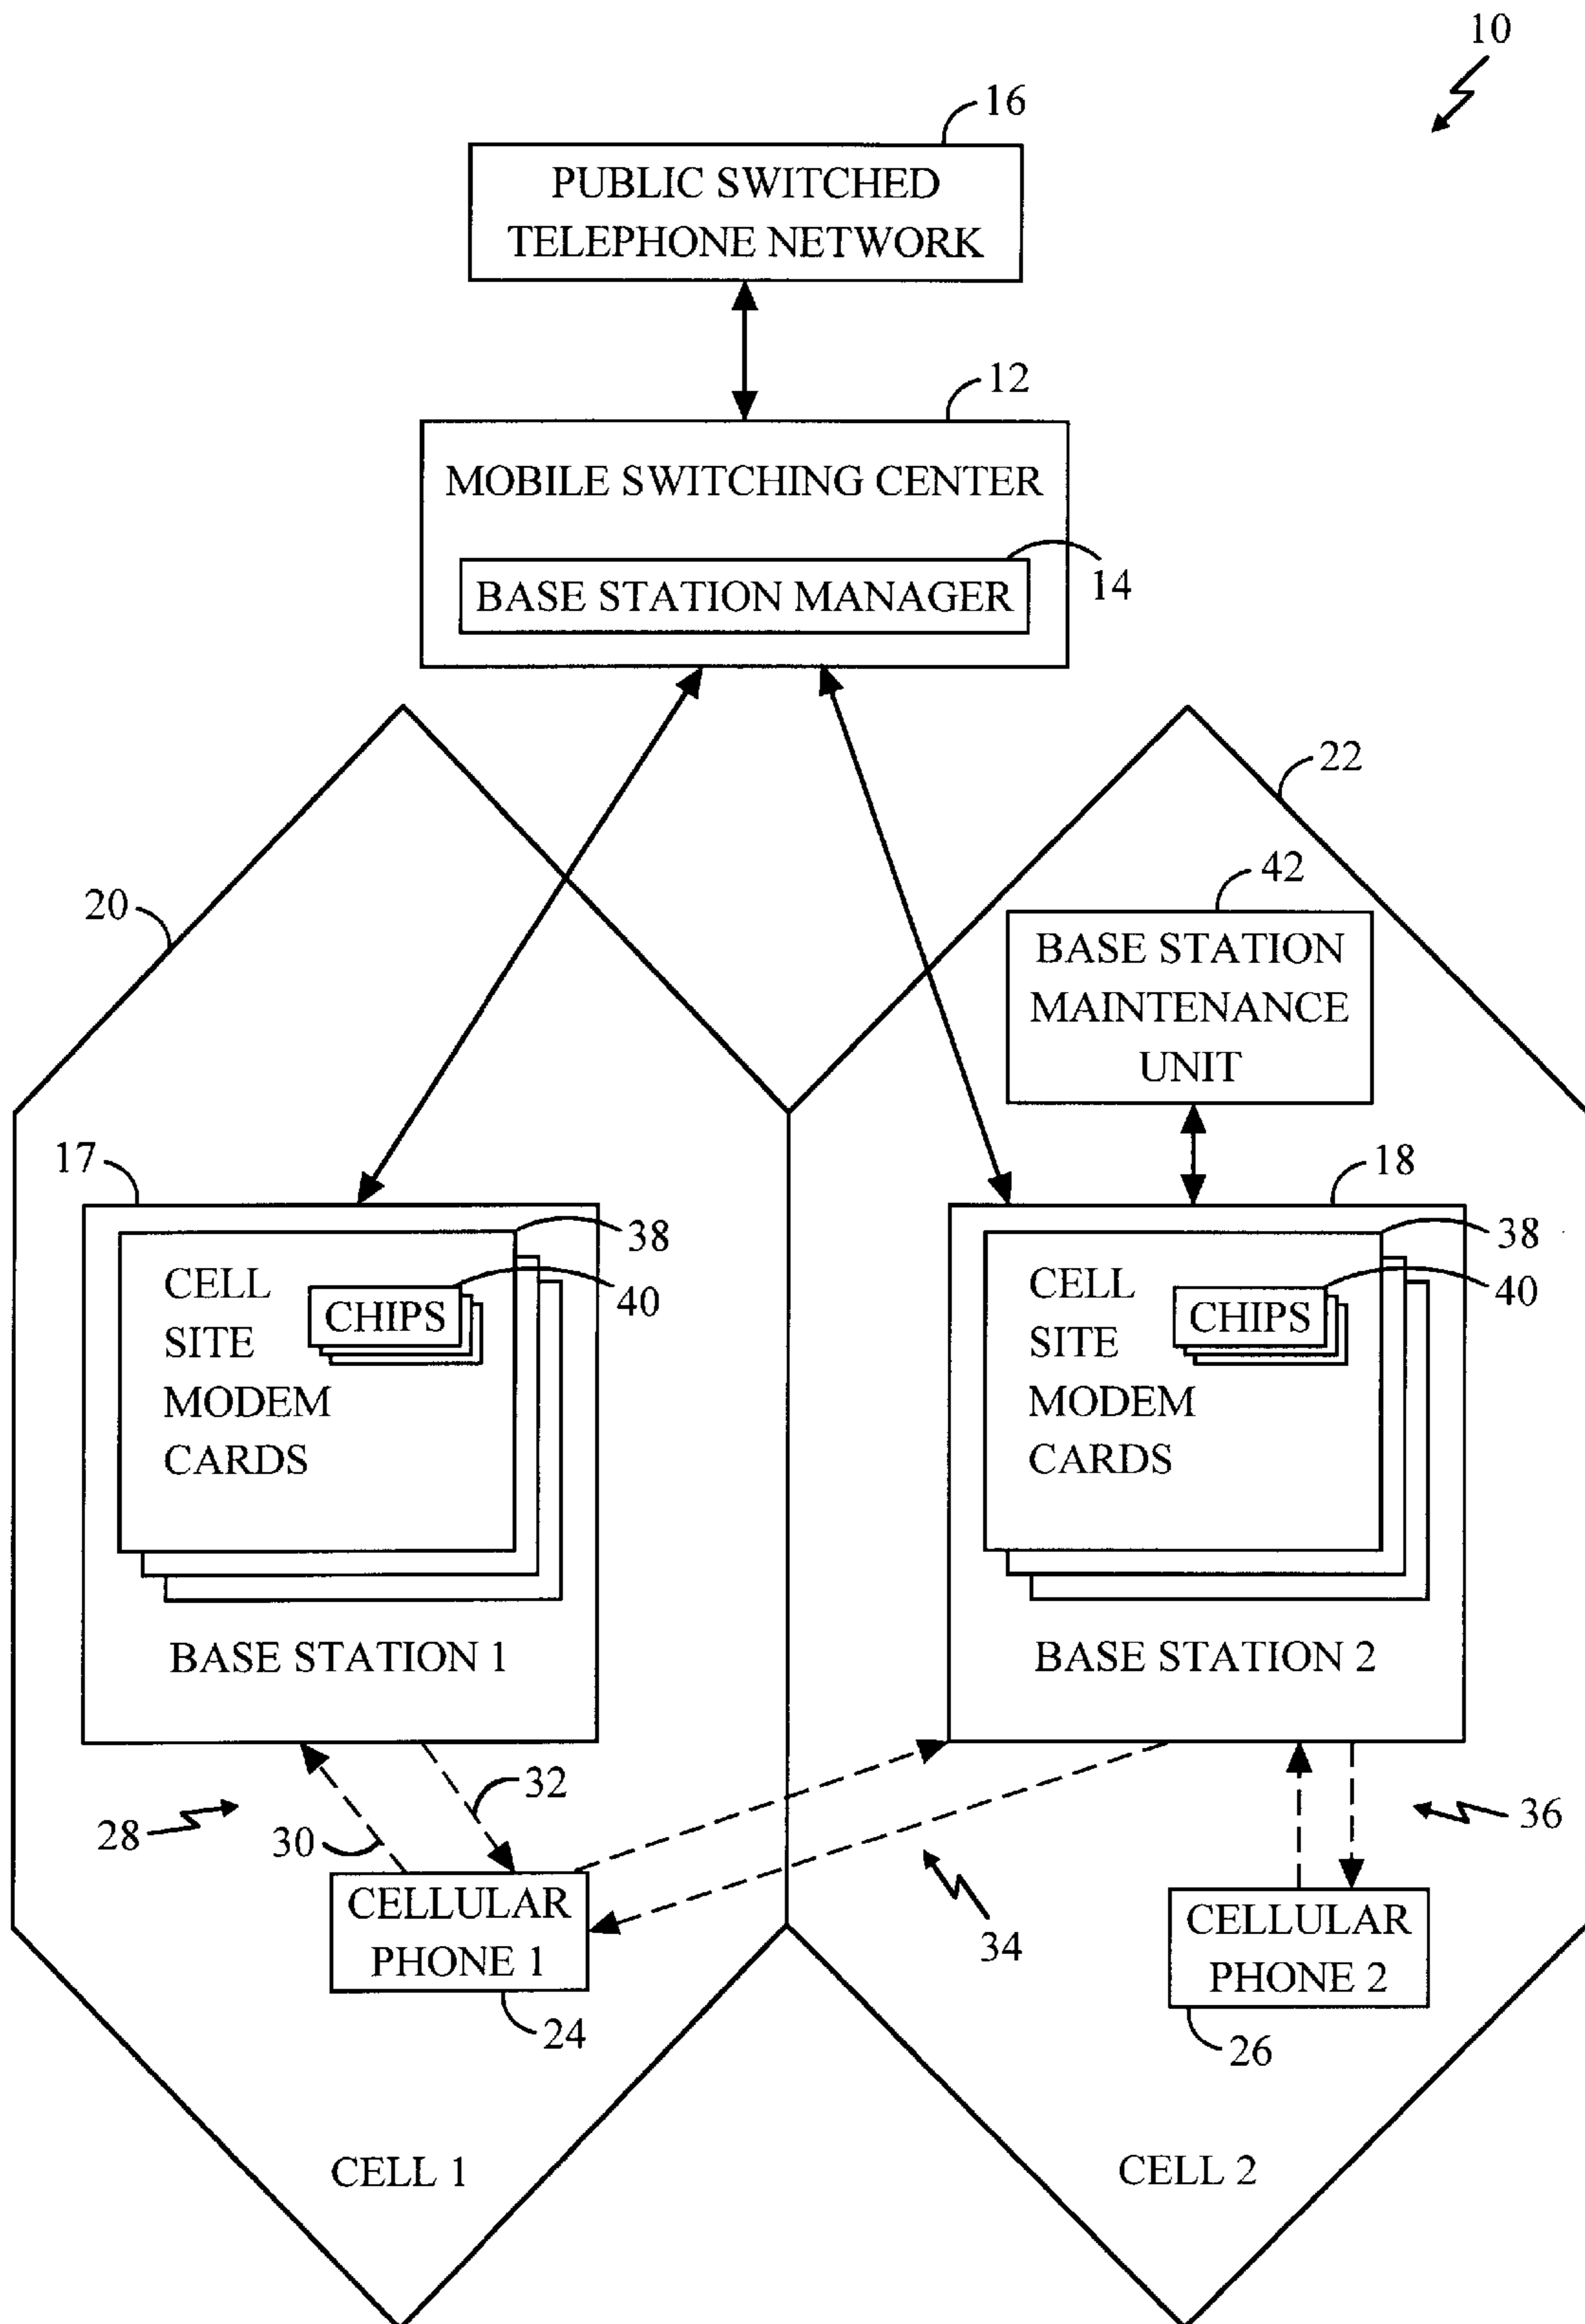 10
16
PUBLIC SWITCHED
TELEPHONE NETWORK
12
MOBILE SWITCHING CENTER
14
BASE STATION MANAGER
22
20
42
BASE STATION
MAINTENANCE
UNIT
17
18
38
CELL
SITE
MODEM
CARDS
CHIPS
40
BASE STATION 1
38
CELL
SITE
MODEM
CARDS
CHIPS
40
BASE STATION 2
32
28
30
36
34
CELLULAR
PHONE 1
24
CELLULAR
PHONE 2
26
CELL 1
CELL 2